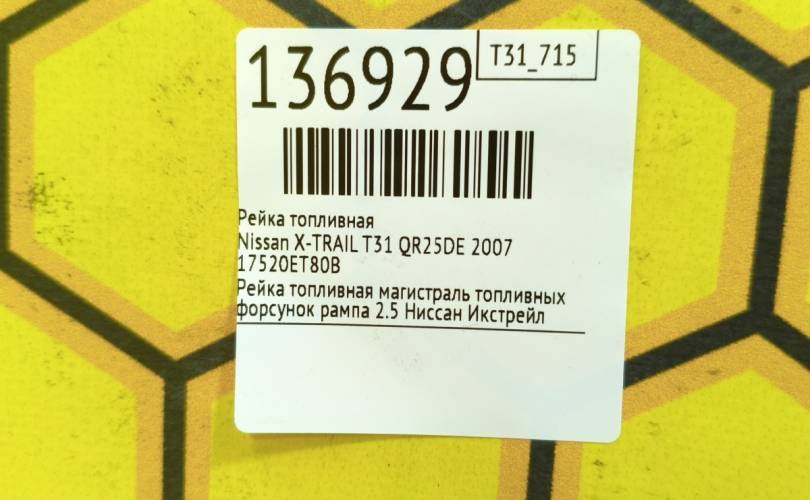 136929
T31_715
Рейка топливная
Nissan X-TRAIL T31 QR25DE 2007
17520ET80B
Рейка топливная магистраль топливных
форсунок рампа 2.5 Ниссан Икстрейл